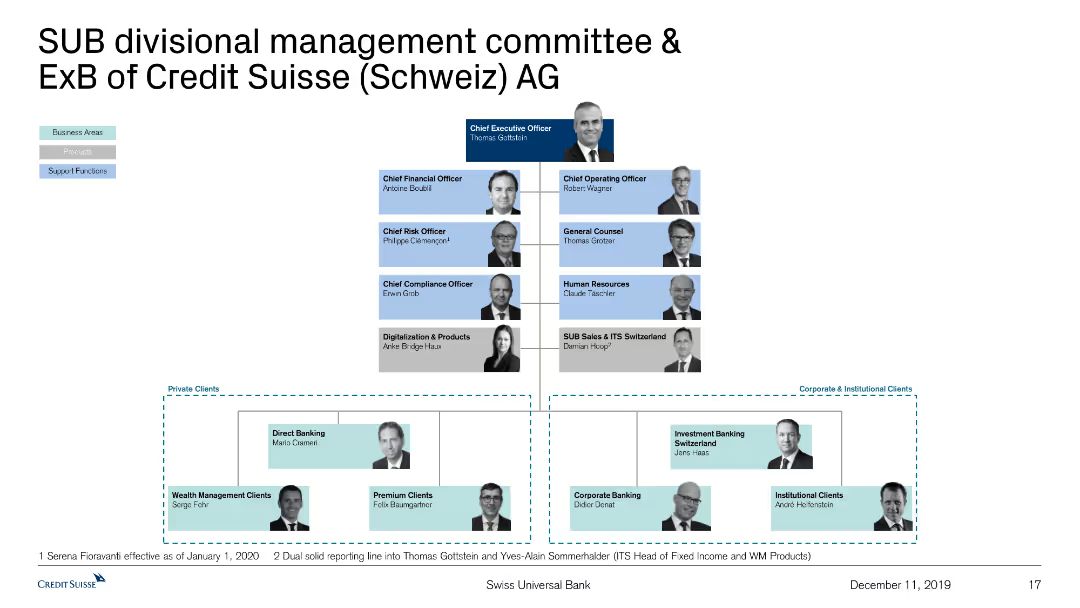 SUB divisional management committee &
ExB of Credit Suisse (Schweiz) AG
Business Areas
Products
Support Functions
Chief Executive Officer
Thomas Gottstein
Chief Financial Officer
Antoine Boublil
Chief Operating Officer
Robert Wagner
Chief Risk Officer
Philippe Clémençon¹
General Counsel
Thomas Grotzer
Chief Compliance Officer
Erwin Grob
Human Resources
Claude Täschler
Digitalization & Products
Anke Bridge Haux
SUB Sales & ITS Switzerland
Damian Hoop²
Private Clients
Corporate & Institutional Clients
Direct Banking
Mario Crameri
Investment Banking
Switzerland
Jens Haas
Wealth Management Clients
Serge Fehr
Premium Clients
Felix Baumgartner
Corporate Banking
Didier Denat
Institutional Clients
André Helfenstein
1 Serena Fioravanti effective as of January 1, 2020 2 Dual solid reporting line into Thomas Gottstein and Yves-Alain Sommerhalder (ITS Head of Fixed Income and WM Products)
CREDIT SUISSE
Swiss Universal Bank
December 11, 2019
17